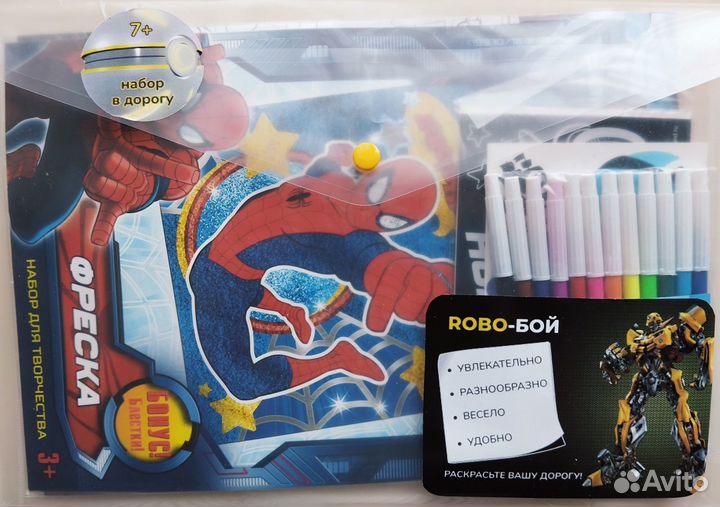 7+
набор
в дорогу
ФРЕСКА
НАБОР ДЛЯ ТВОРЧЕСТВА
БОНУС!
Блестки!
3+
ROBO-БОЙ
• УВЛЕКАТЕЛЬНО
• РАЗНООБРАЗНО
• ВЕСЕЛО
• УДОБНО
РАСКРАСЬТЕ ВАШУ ДОРОГУ!
Avito